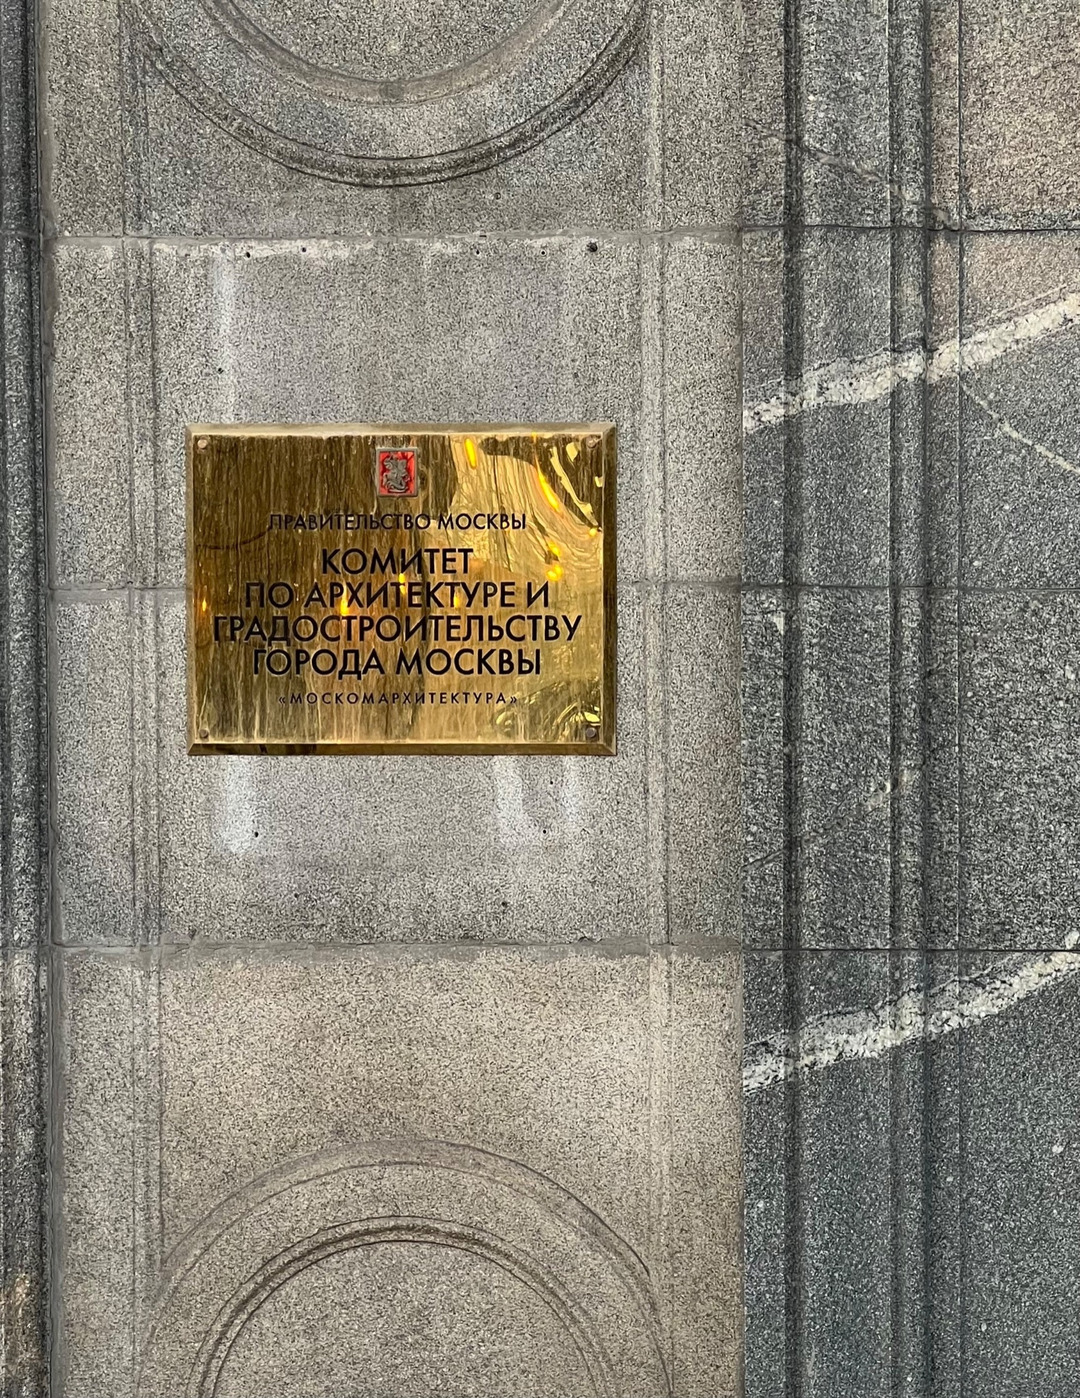 ПРАВИТЕЛЬСТВО МОСКВЫ
КОМИТЕТ
ПО АРХИТЕКТУРЕ И
ГРАДОСТРОИТЕЛЬСТВУ
ГОРОДА МОСКВЫ
«МОСКОМАРХИТЕКТУРА»